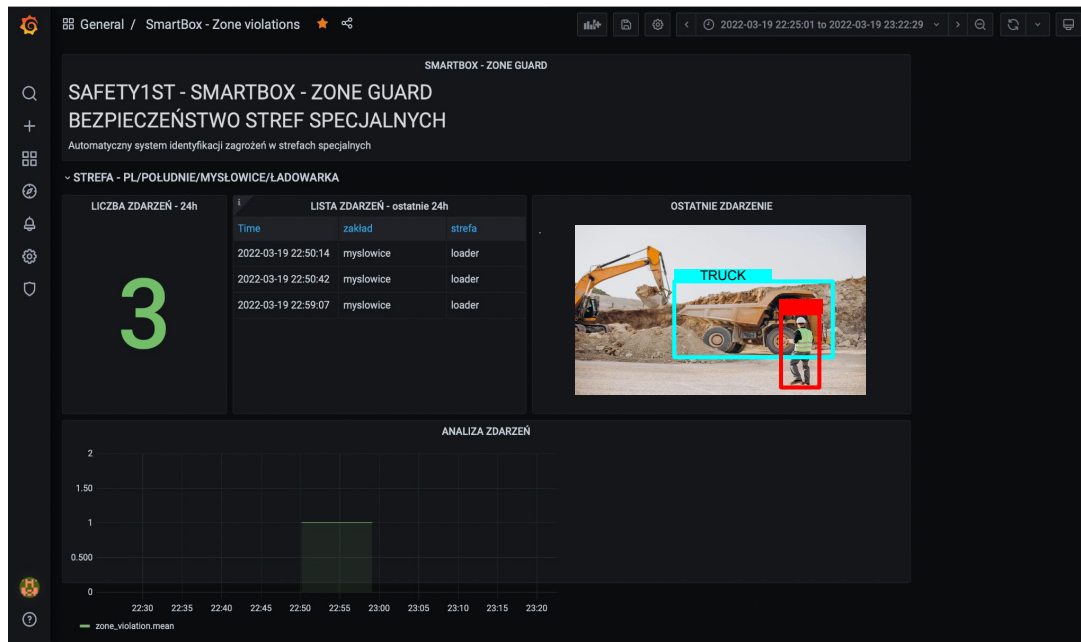 General / SmartBox - Zone violations
2022-03-19 22:25:01 to 2022-03-19 23:22:29
SMARTBOX - ZONE GUARD
SAFETY1ST - SMARTBOX - ZONE GUARD
BEZPIECZEŃSTWO STREF SPECJALNYCH
Automatyczny system identyfikacji zagrożeń w strefach specjalnych
STREFA - PL/POŁUDNIE/MYSŁOWICE/ŁADOWARKA
LICZBA ZDARZEŃ - 24h
3
i
LISTA ZDARZEŃ - ostatnie 24h
Time zakład strefa
2022-03-19 22:50:14 myslowice loader
2022-03-19 22:50:42 myslowice loader
2022-03-19 22:59:07 myslowice loader
OSTATNIE ZDARZENIE
.
TRUCK
ANALIZA ZDARZEŃ
2
1.50
1
0.500
0
22:30 22:35 22:40 22:45 22:50 22:55 23:00 23:05 23:10 23:15 23:20
zone_violation.mean